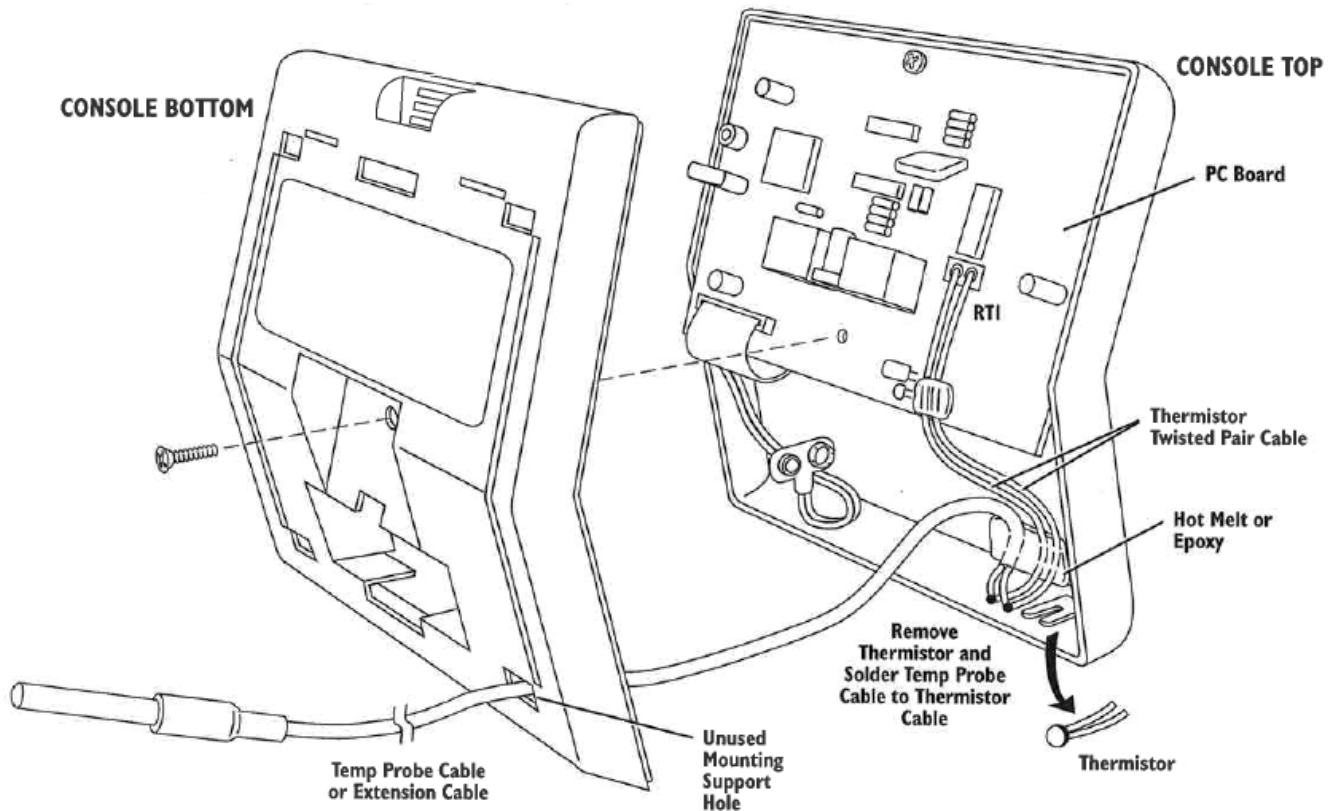 CONSOLE BOTTOM
CONSOLE TOP
PC Board
RTI
Thermistor
Twisted Pair Cable
Hot Melt or
Epoxy
Remove
Thermistor and
Solder Temp Probe
Cable to Thermistor
Cable
Thermistor
Unused
Mounting
Support
Hole
Temp Probe Cable
or Extension Cable